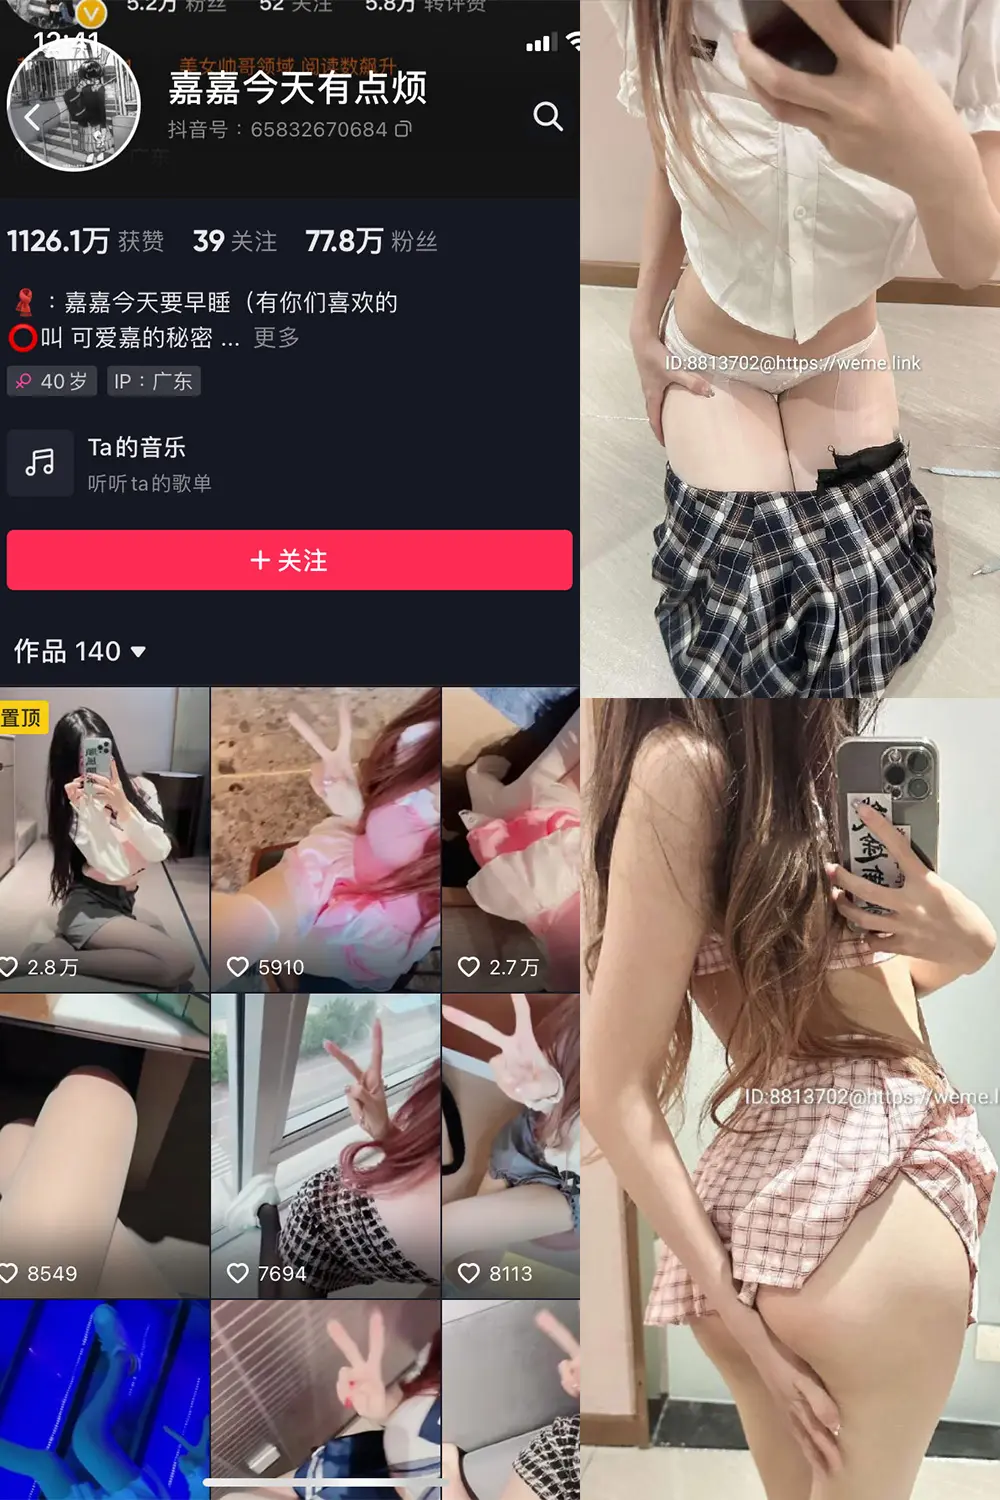 5.2万 粉丝 52 关注 5.8万 转评赞
12:41
美女帅哥领域 阅读数飙升
嘉嘉今天有点烦
抖音号：65832670684
1126.1万 获赞 39 关注 77.8万 粉丝
：嘉嘉今天要早睡（有你们喜欢的
叫 可爱嘉的秘密 ... 更多
40岁 IP：广东
Ta的音乐
听听ta的歌单
+ 关注
作品 140
置顶
2.8万 5910 2.7万
8549 7694 8113
ID:8813702@https://weme.link
ID:8813702@https://weme.l